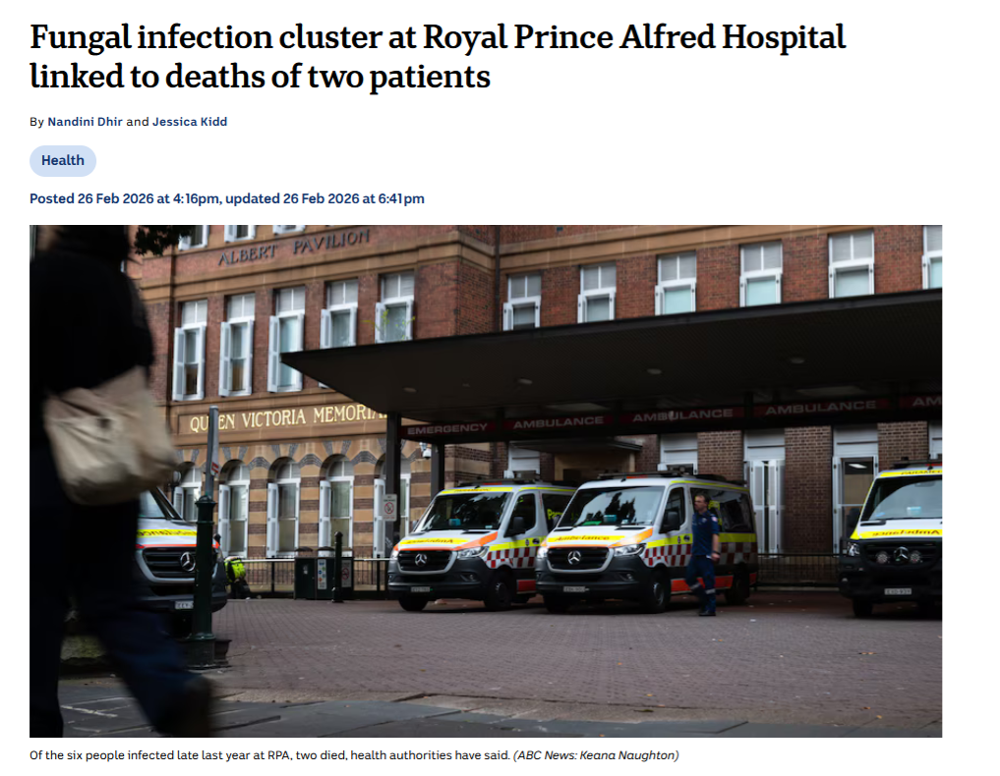 Fungal infection cluster at Royal Prince Alfred Hospital
linked to deaths of two patients
By Nandini Dhir and Jessica Kidd
Health
Posted 26 Feb 2026 at 4:16pm, updated 26 Feb 2026 at 6:41pm
ALBERT PAVILION
QUEEN VICTORIA MEMORIA
EMERGENCY AMBULANCE AMBULANCE AMBULANCE AM
Of the six people infected late last year at RPA, two died, health authorities have said. (ABC News: Keana Naughton)